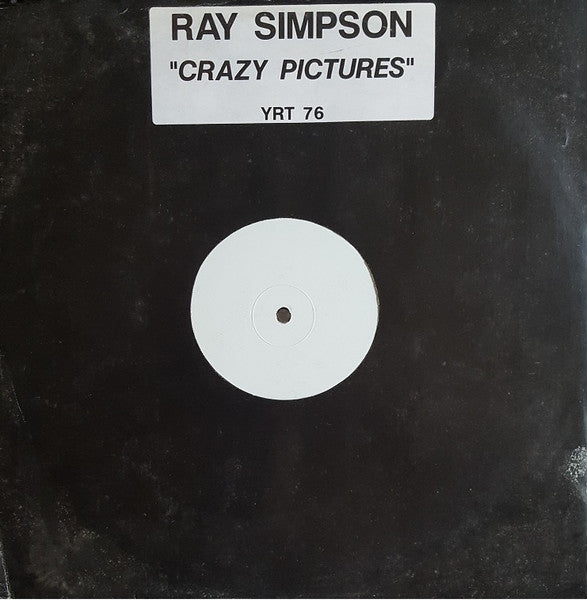 RAY SIMPSON
"CRAZY PICTURES"
YRT 76